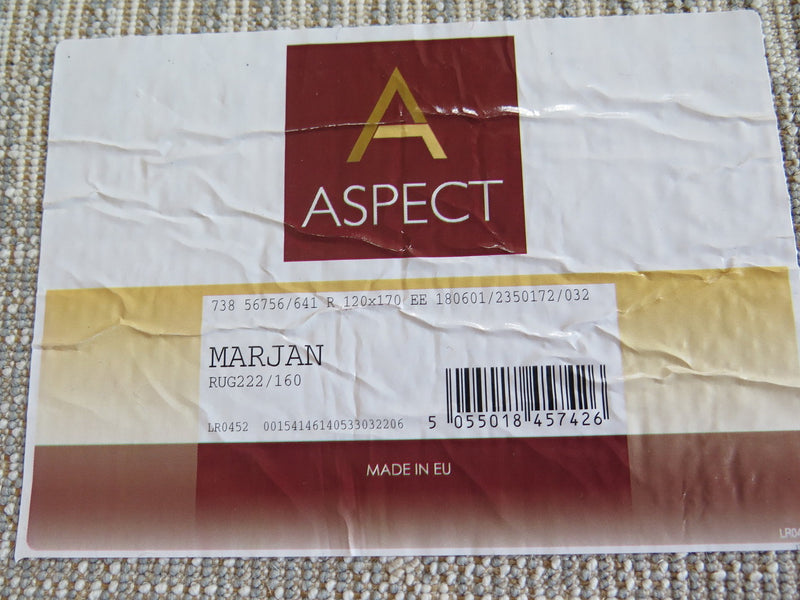 A
ASPECT
738 56756/641 R 120x170 EE 180601/2350172/032
MARJAN
RUG222/160
LR0452 00154146140533032206
5 055018 457426
MADE IN EU